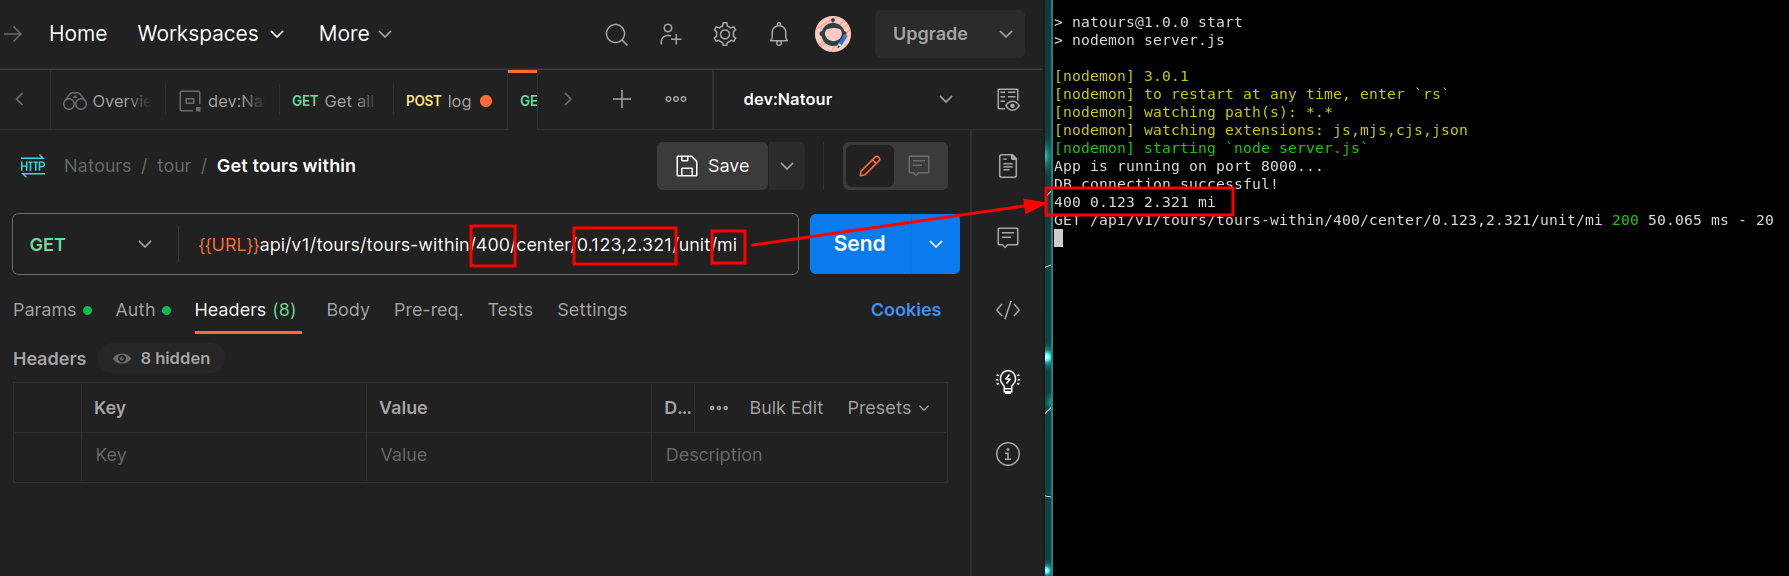 Home Workspaces More Upgrade
Overvie dev:Na GET Get all POST log GE dev:Natour
HTTP Natours / tour / Get tours within Save
GET {{URL}}api/v1/tours/tours-within/400/center/0.123,2.321/unit/mi Send
Params Auth Headers (8) Body Pre-req. Tests Settings Cookies
Headers 8 hidden
Key Value D... Bulk Edit Presets
Key Value Description
> natours@1.0.0 start
> nodemon server.js
[nodemon] 3.0.1
[nodemon] to restart at any time, enter `rs`
[nodemon] watching path(s): *.*
[nodemon] watching extensions: js,mjs,cjs,json
[nodemon] starting `node server.js`
App is running on port 8000...
DB connection successful!
400 0.123 2.321 mi
GET /api/v1/tours/tours-within/400/center/0.123,2.321/unit/mi 200 50.065 ms - 20